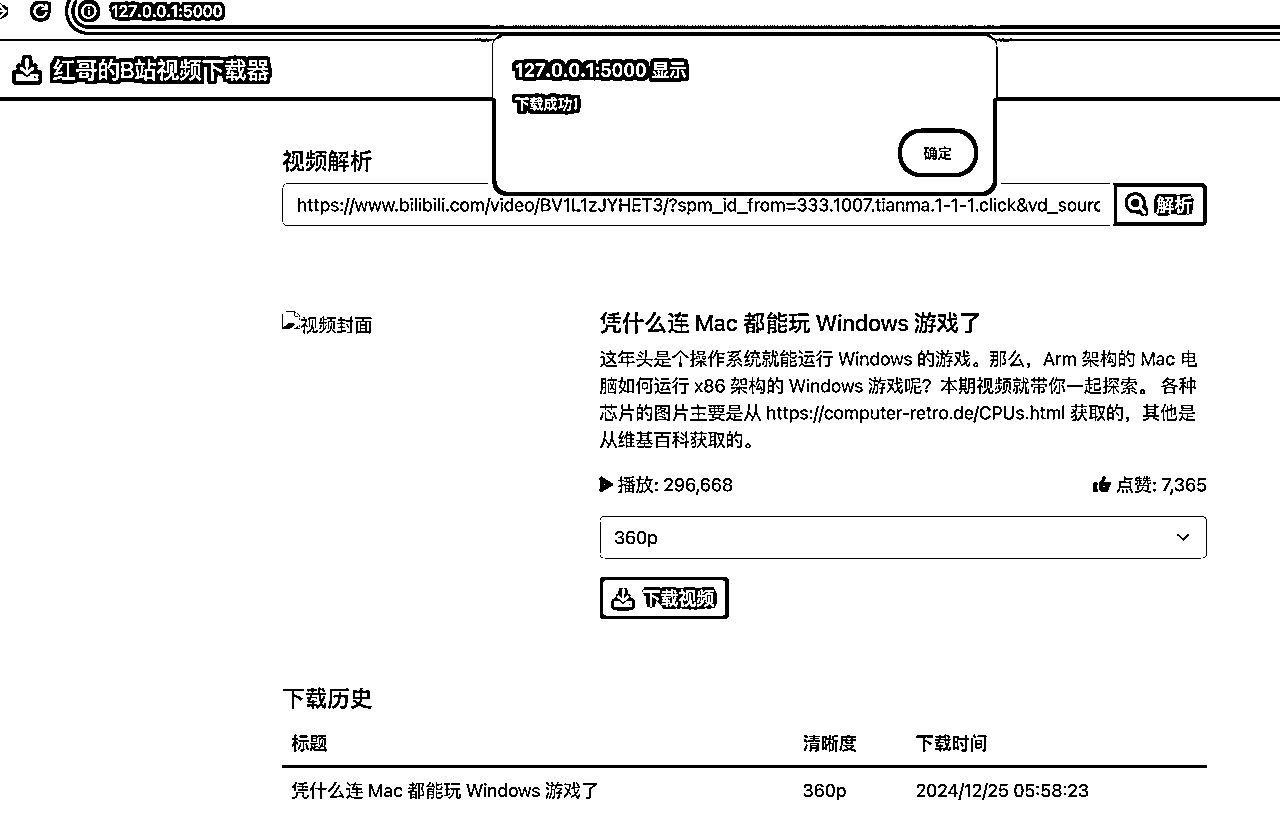 127.0.0.1:5000
红哥的B站视频下载器
127.0.0.1:5000 显示
下载成功!
确定
视频解析
https://www.bilibili.com/video/BV1L1zJYHET3/?spm_id_from=333.1007.tianma.1-1-1.click&vd_sourc
解析
视频封面
凭什么连 Mac 都能玩 Windows 游戏了
这年头是个操作系统就能运行 Windows 的游戏。那么，Arm 架构的 Mac 电
脑如何运行 x86 架构的 Windows 游戏呢？本期视频就带你一起探索。 各种
芯片的图片主要是从 https://computer-retro.de/CPUs.html 获取的，其他是
从维基百科获取的。
播放: 296,668
点赞: 7,365
360p
下载视频
下载历史
标题 清晰度 下载时间
凭什么连 Mac 都能玩 Windows 游戏了 360p 2024/12/25 05:58:23